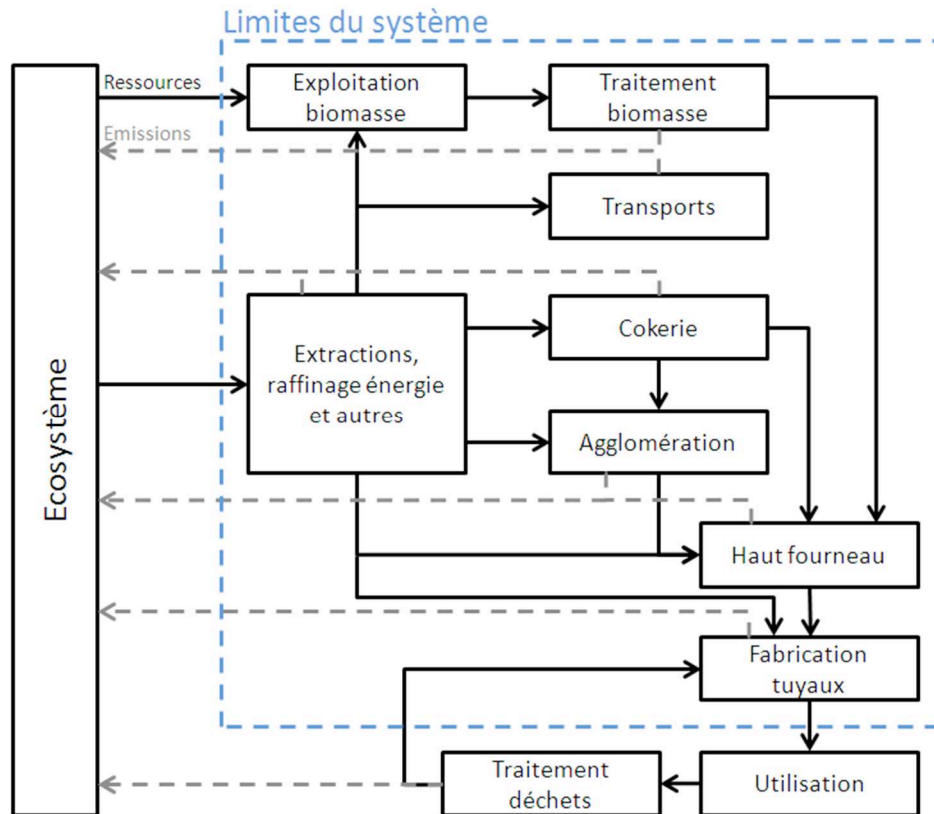 Limites du système
Ressources
Exploitation
biomasse
Traitement
biomasse
Emissions
Transports
Ecosystème
Extractions,
raffinage énergie
et autres
Cokerie
Agglomération
Haut fourneau
Fabrication
tuyaux
Traitement
déchets
Utilisation